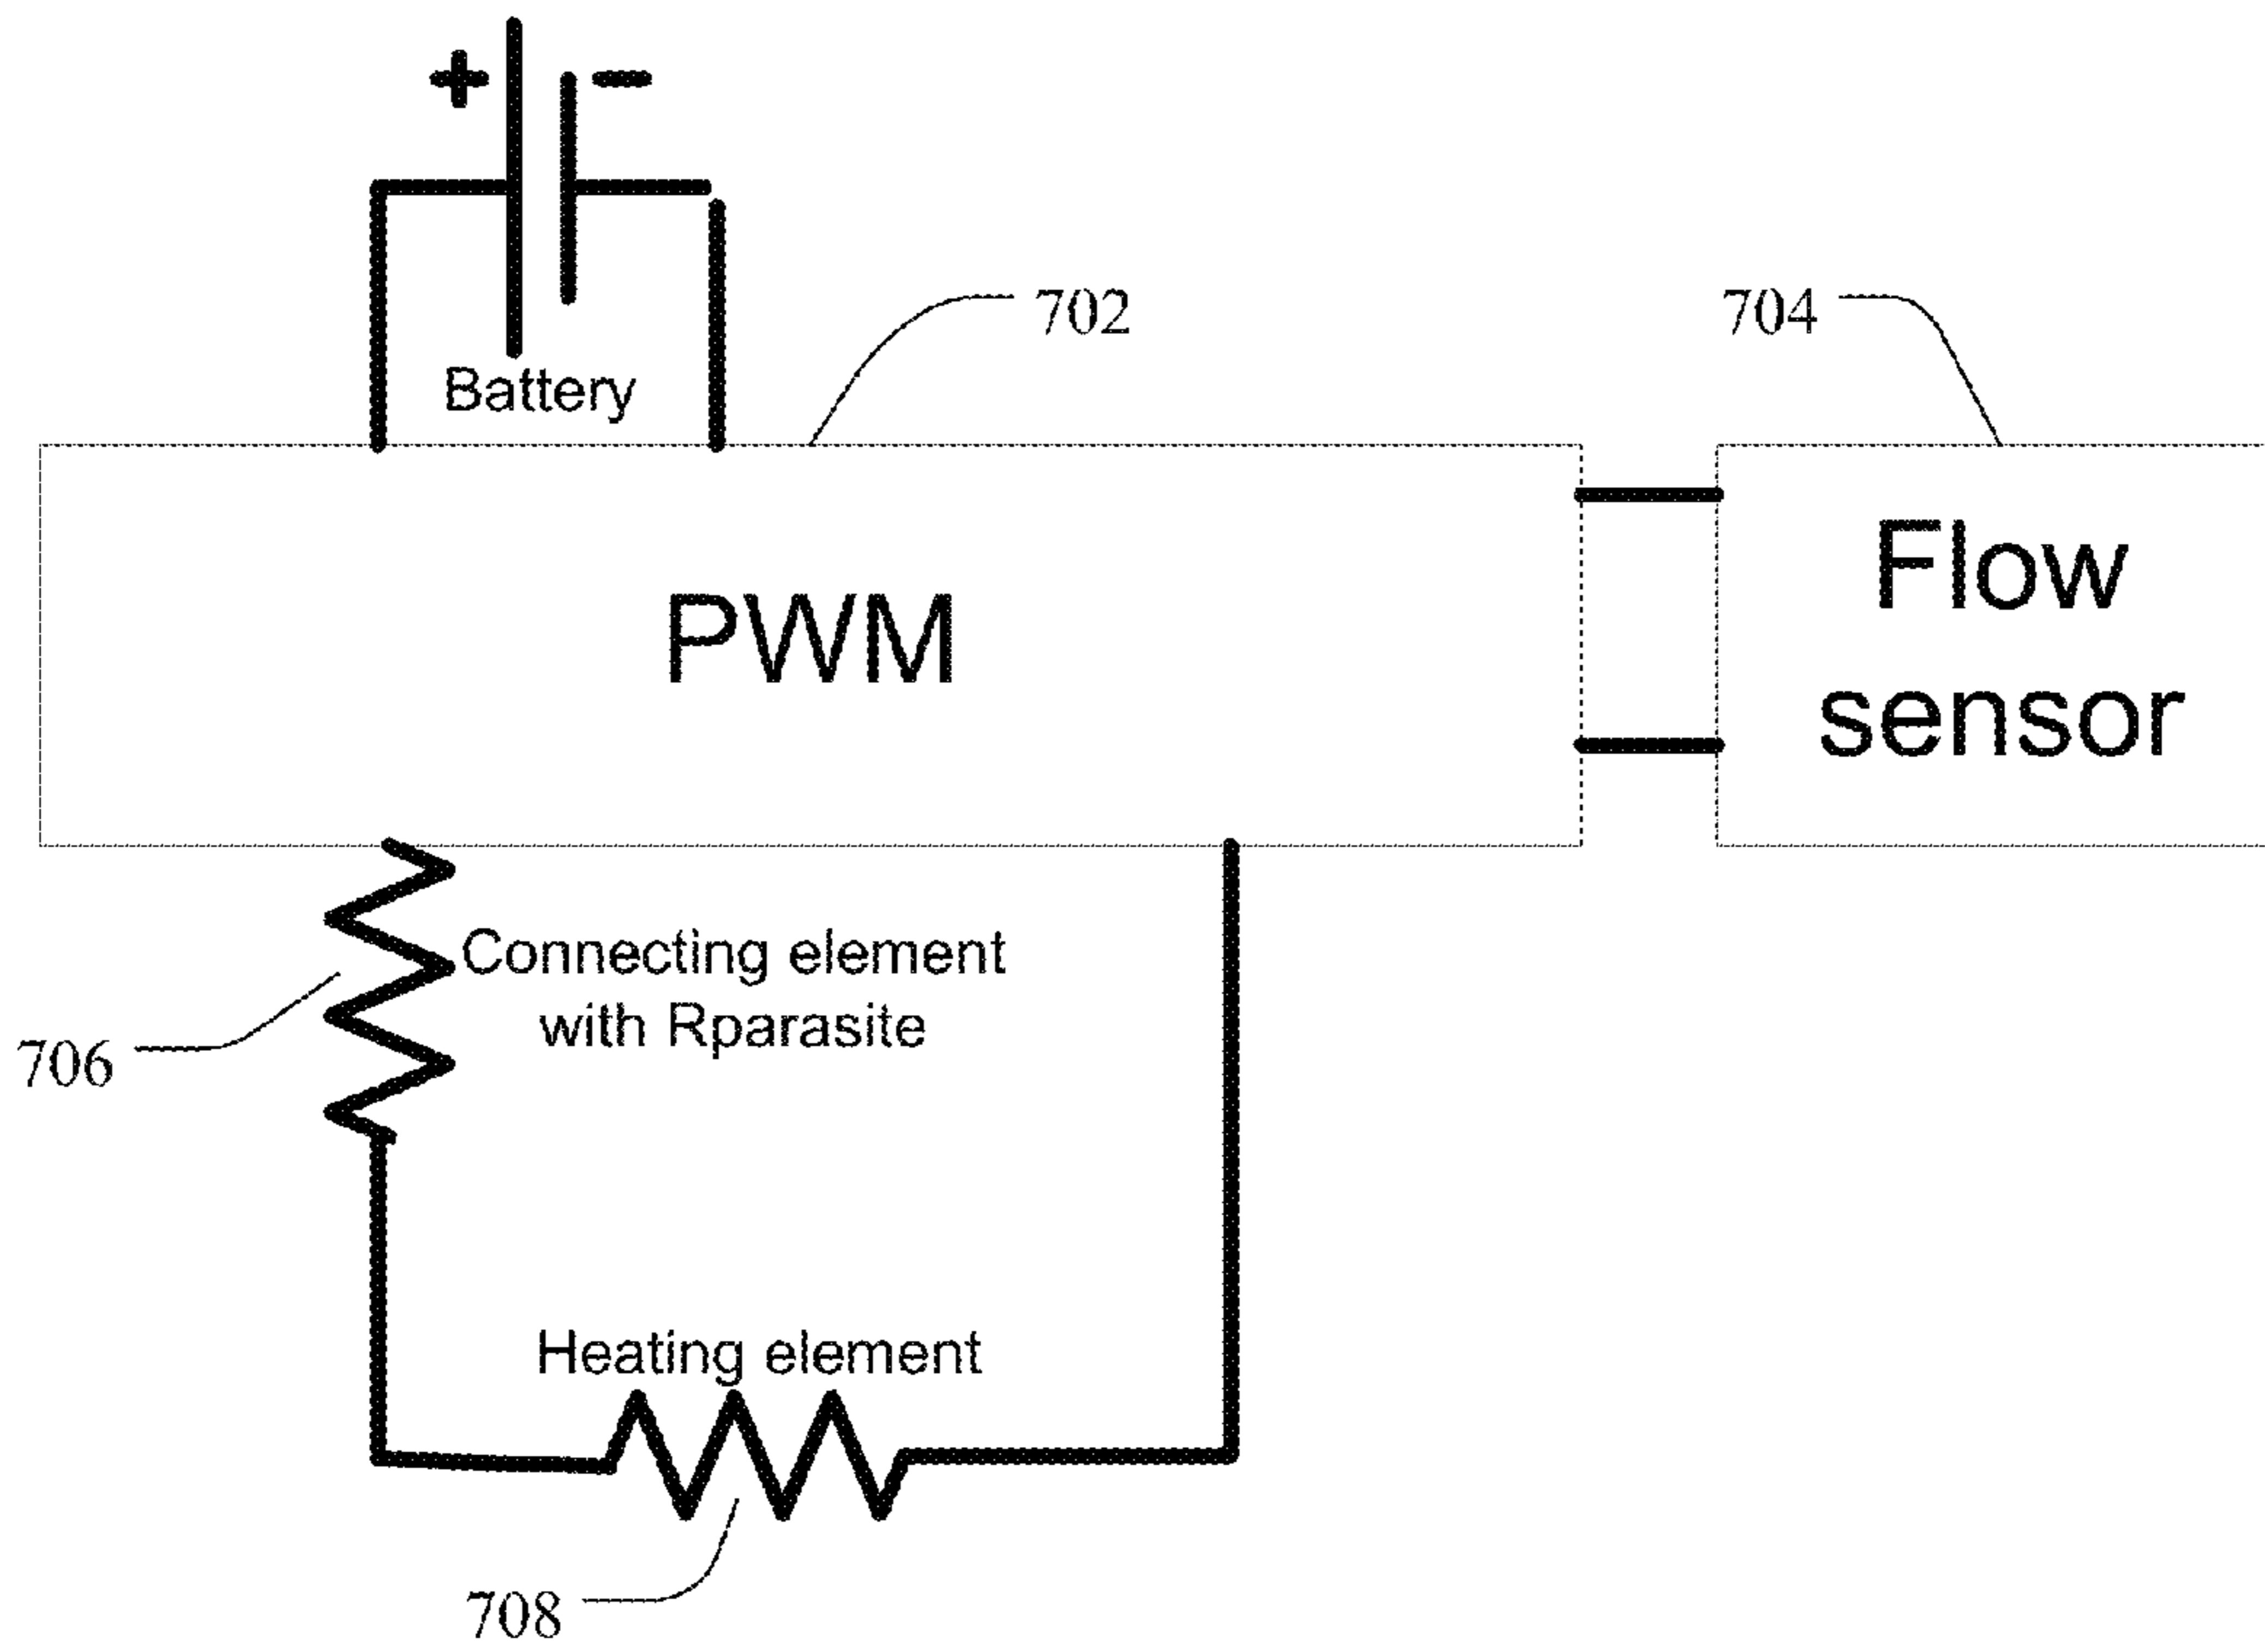 + -
702
704
Battery
PWM
Flow
sensor
Connecting element
with Rparasite
706
Heating element
708